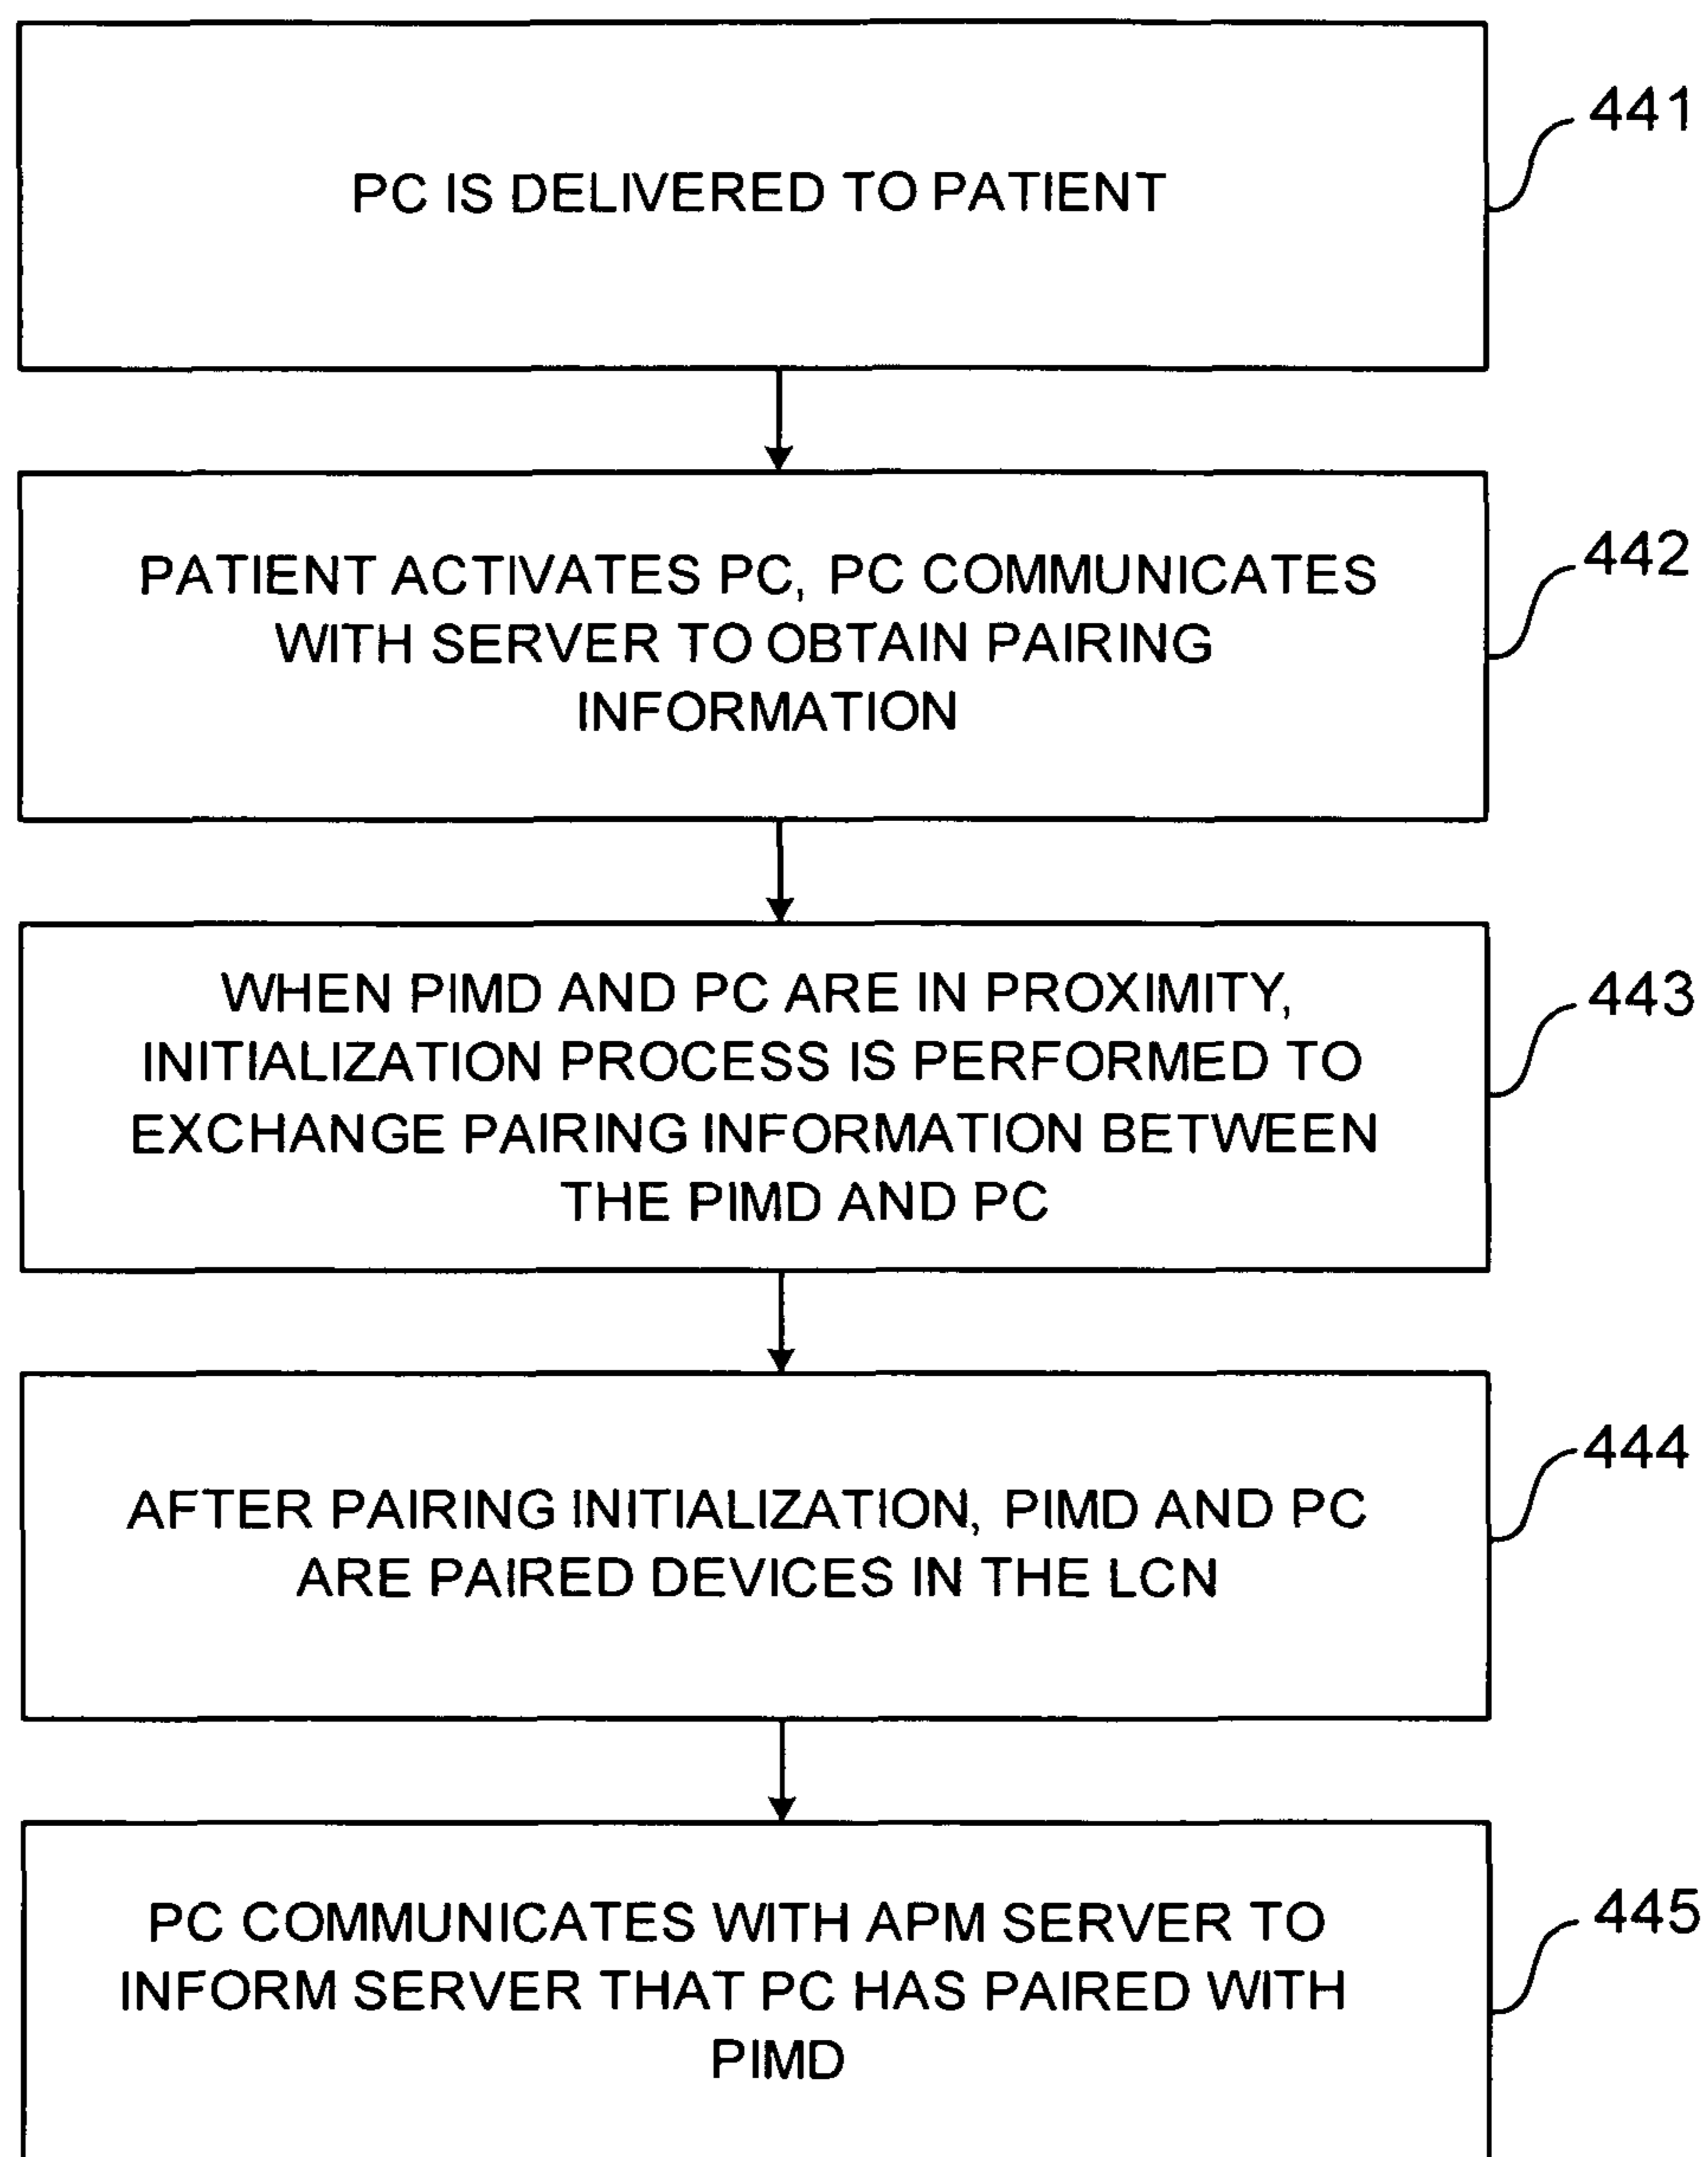 441
PC IS DELIVERED TO PATIENT
442
PATIENT ACTIVATES PC, PC COMMUNICATES
WITH SERVER TO OBTAIN PAIRING
INFORMATION
443
WHEN PIMD AND PC ARE IN PROXIMITY,
INITIALIZATION PROCESS IS PERFORMED TO
EXCHANGE PAIRING INFORMATION BETWEEN
THE PIMD AND PC
444
AFTER PAIRING INITIALIZATION, PIMD AND PC
ARE PAIRED DEVICES IN THE LCN
445
PC COMMUNICATES WITH APM SERVER TO
INFORM SERVER THAT PC HAS PAIRED WITH
PIMD